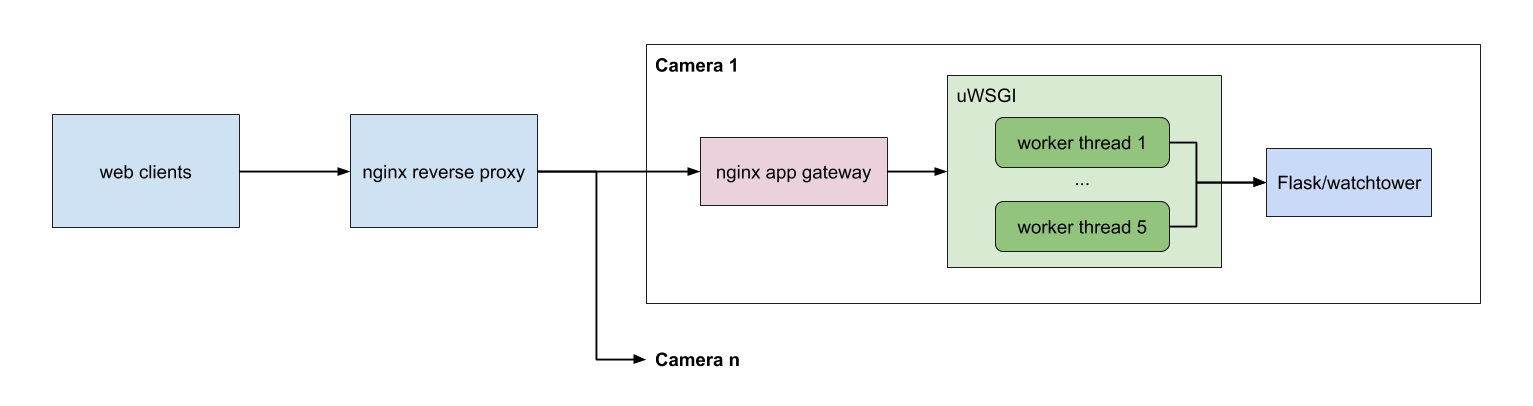 Camera 1
uWSGI
worker thread 1
web clients
nginx reverse proxy
nginx app gateway
...
Flask/watchtower
worker thread 5
Camera n